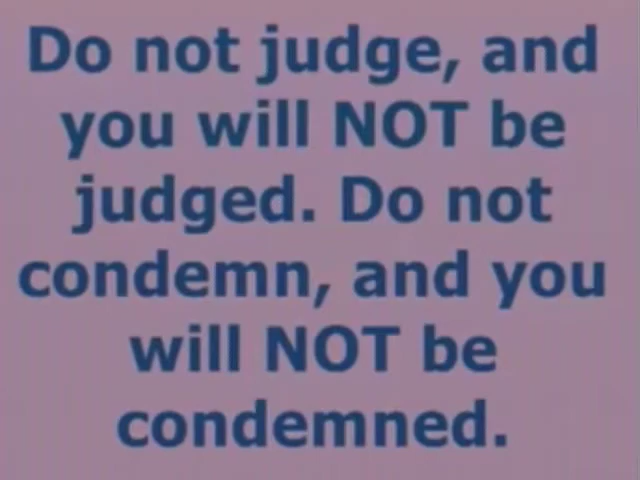 Do not judge, and
you will NOT be
judged. Do not
condemn, and you
will NOT be
condemned.